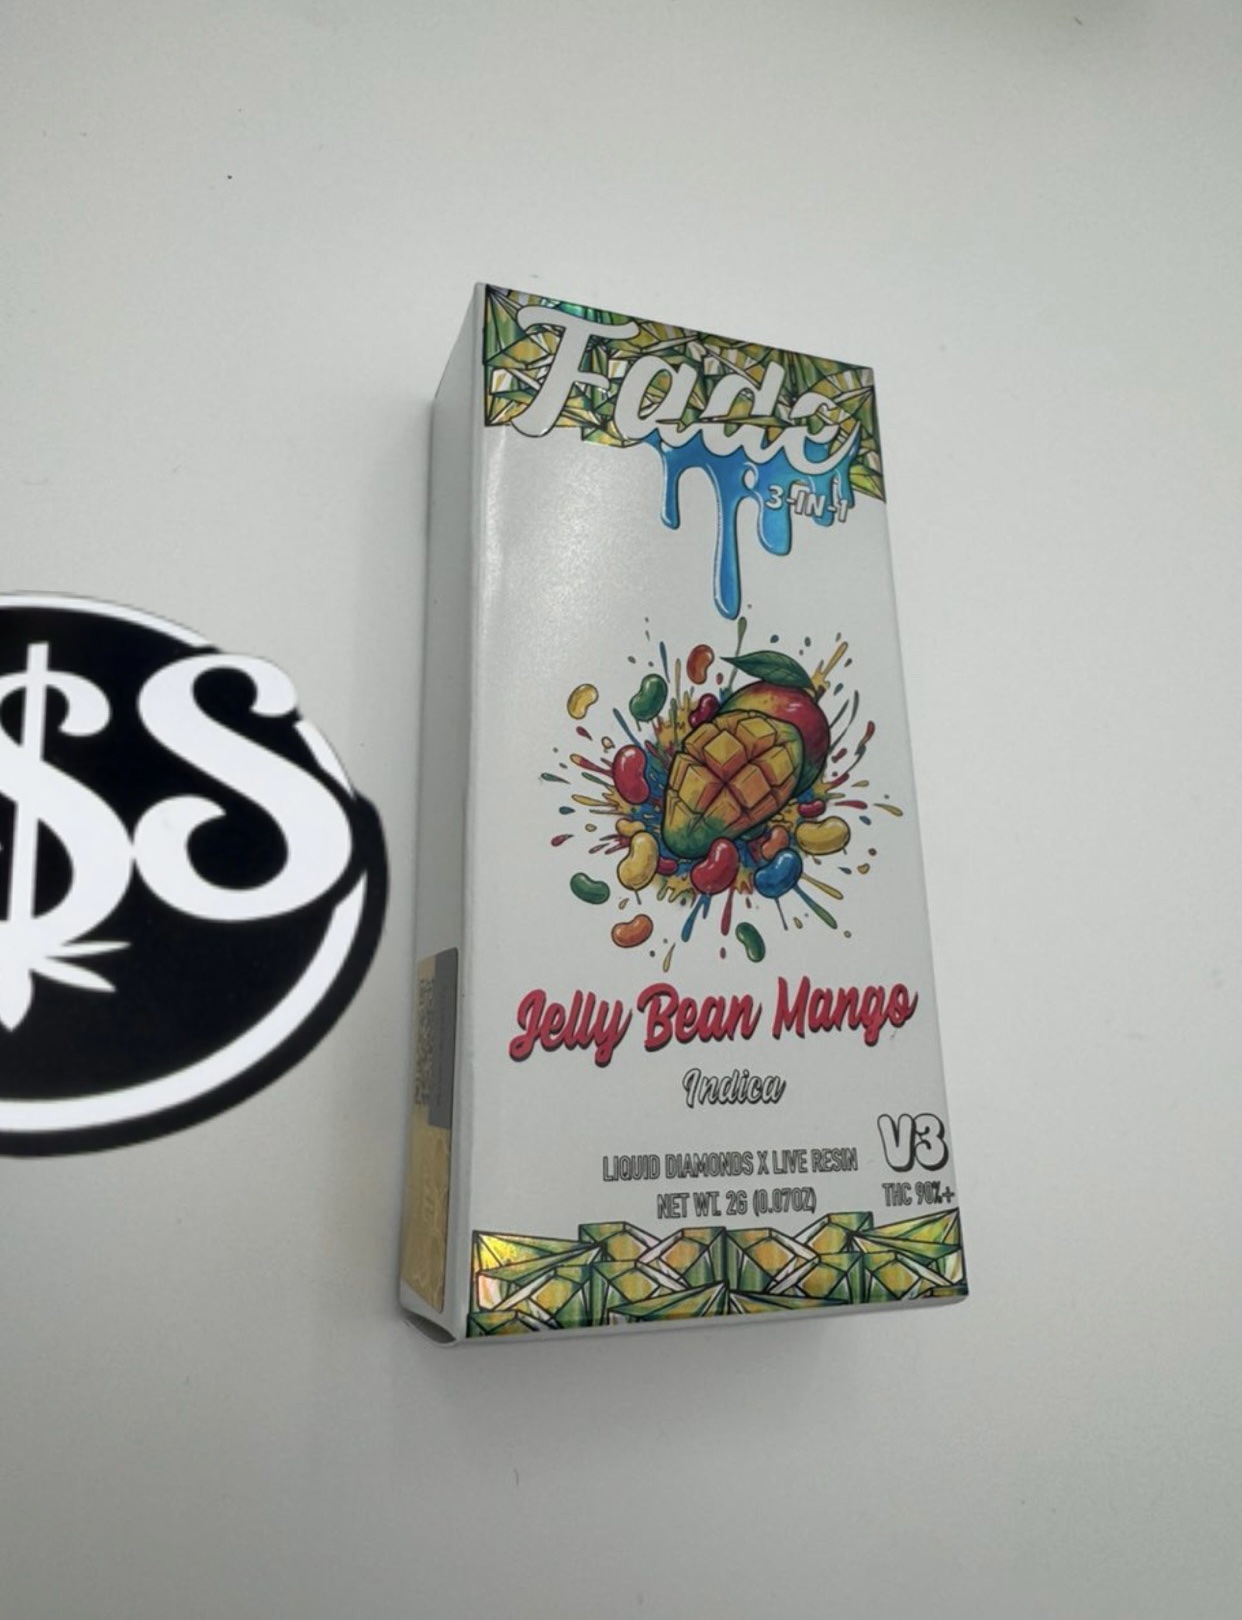 Fade
3-IN-1
$S
Jelly Bean Mango
Indica
V3
LIQUID DIAMONDS X LIVE RESIN
THC 90%+
NET WT. 2G (0.07OZ)